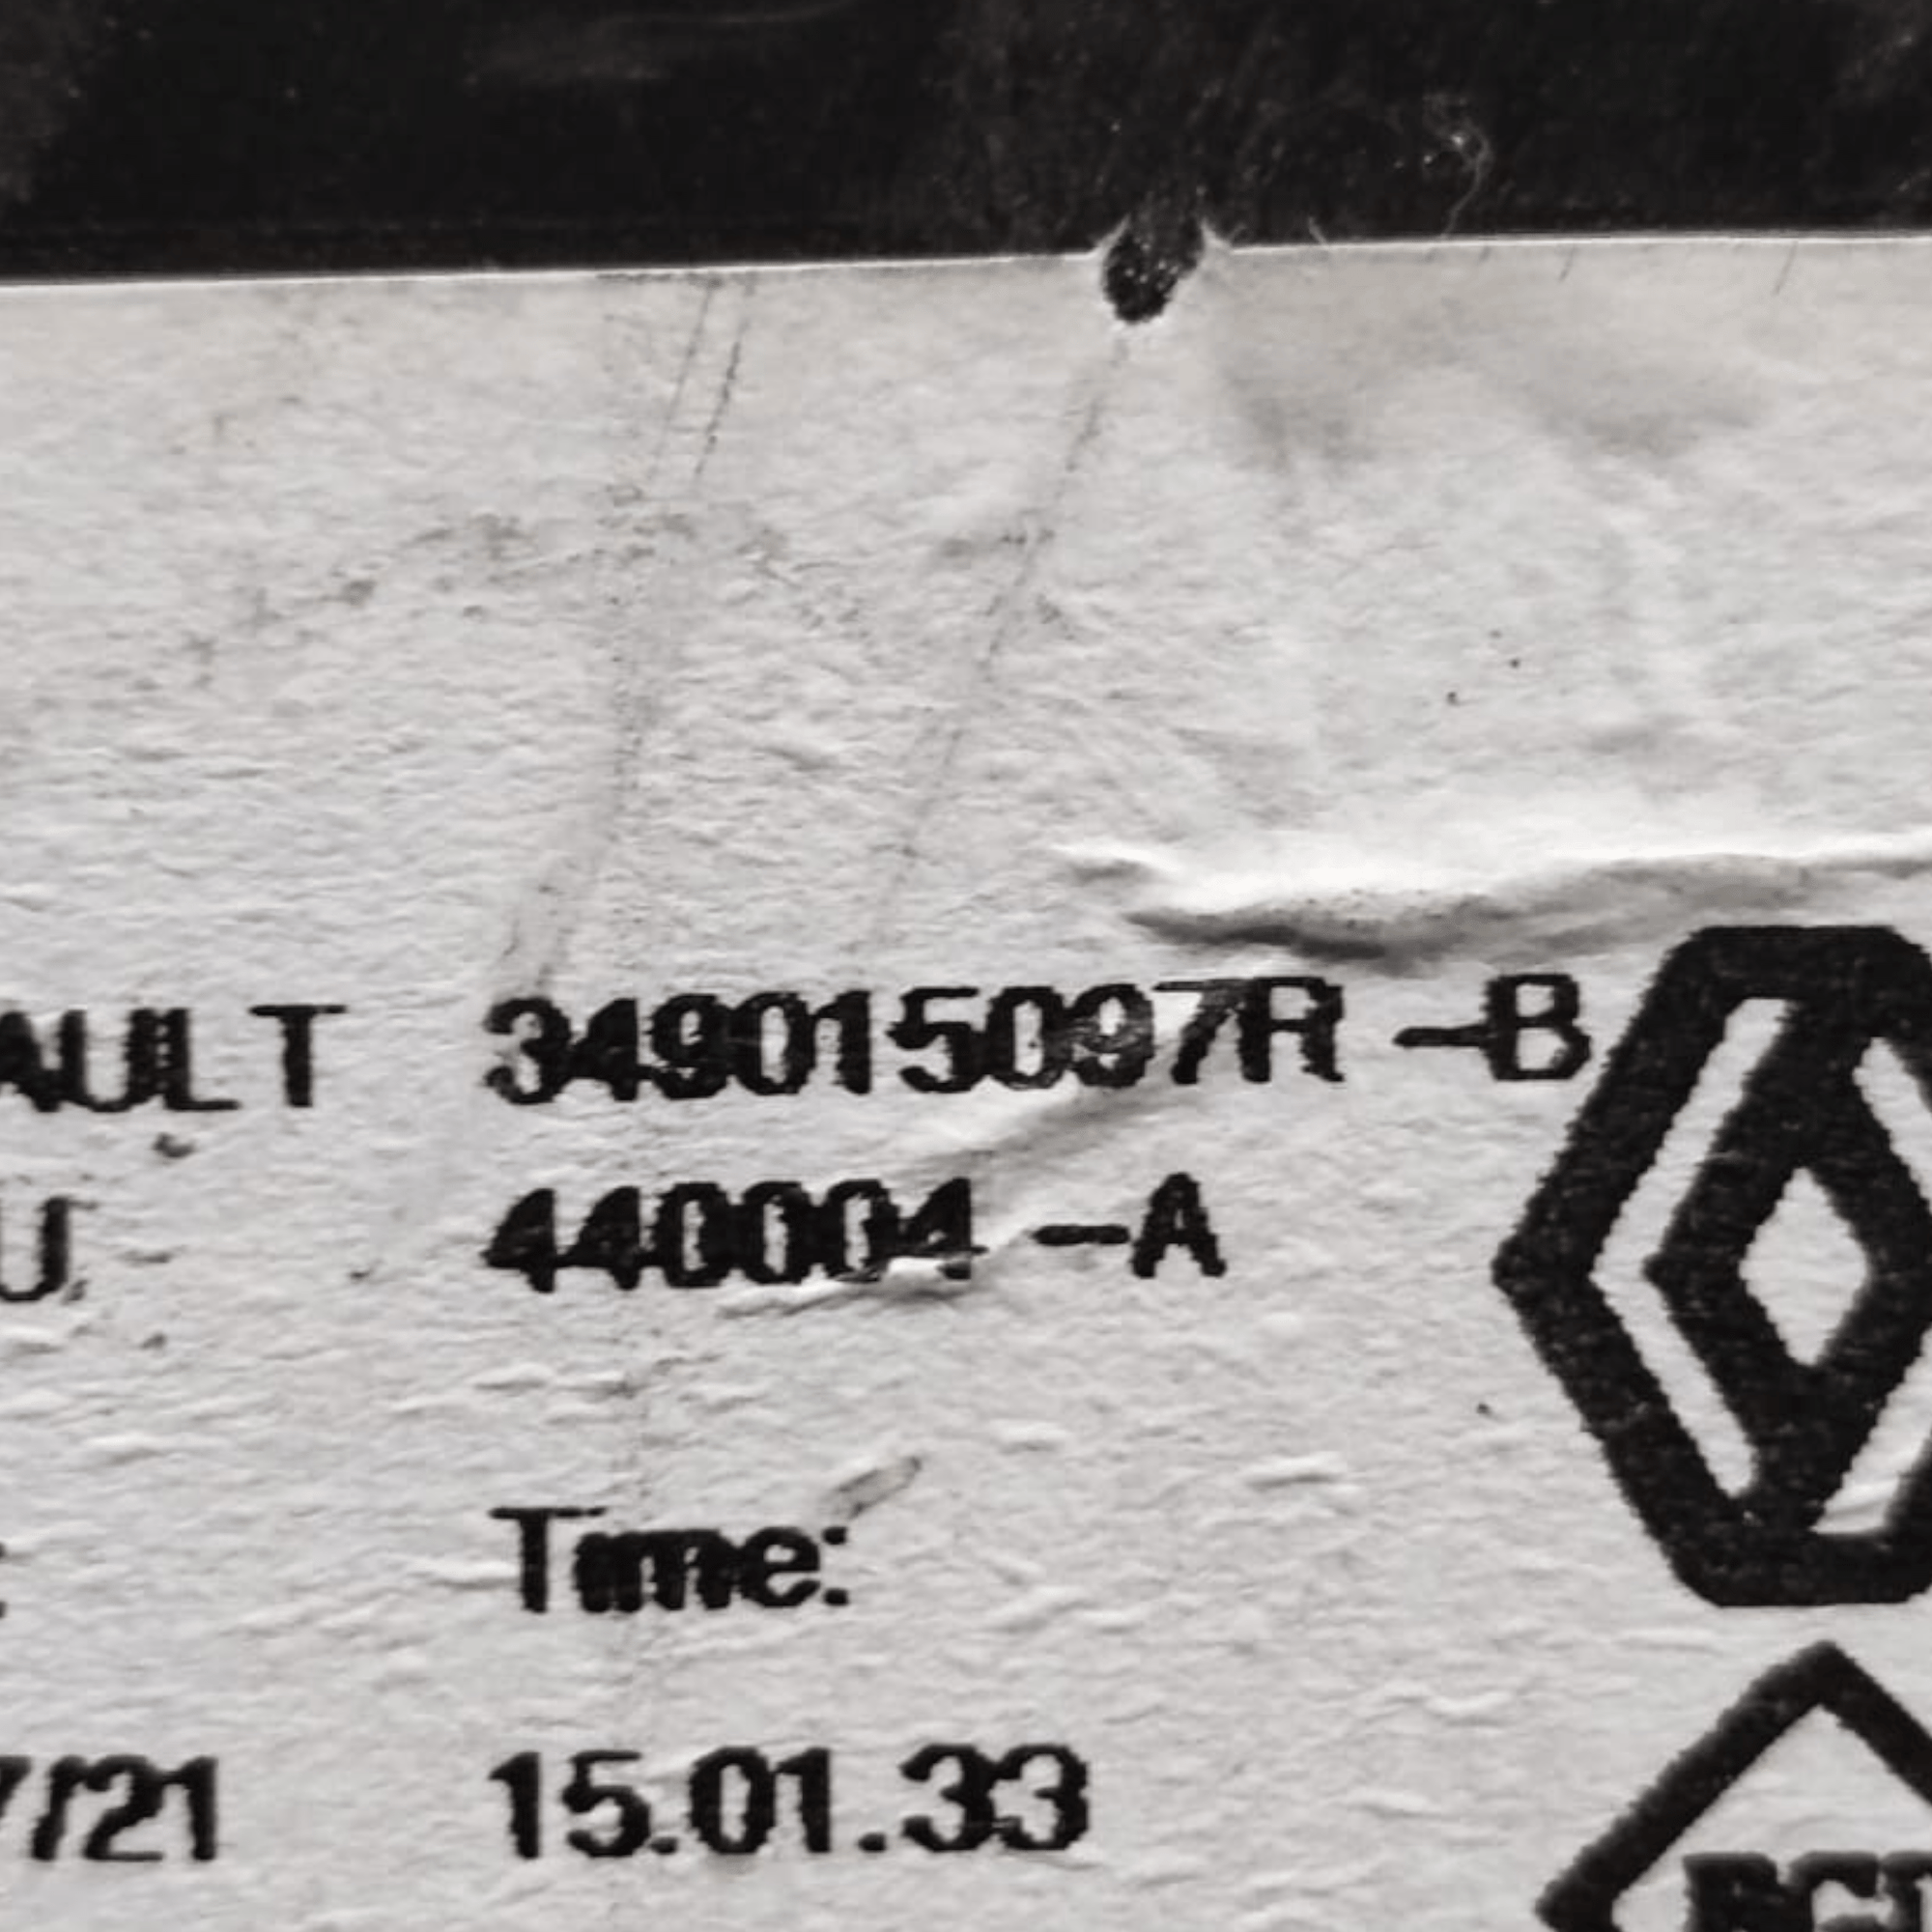 AULT 349015097R -B
U 440004 -A
: Time:
7/21 15.01.33